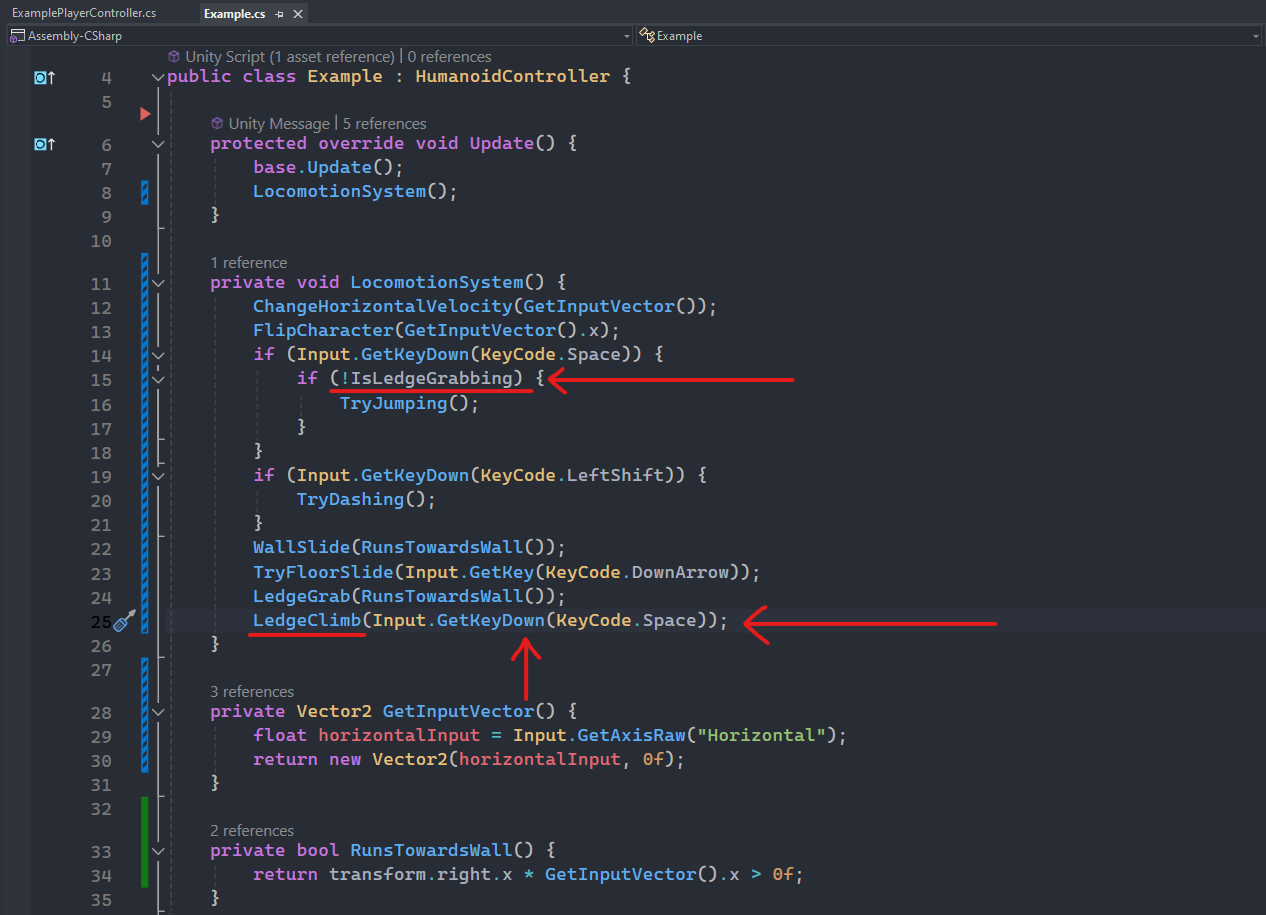 ExamplePlayerController.cs
Example.cs
Assembly-CSharp
Example
Unity Script (1 asset reference) | 0 references
4 public class Example : HumanoidController {
5
Unity Message | 5 references
6 protected override void Update() {
7 base.Update();
8 LocomotionSystem();
9 }
10
1 reference
11 private void LocomotionSystem() {
12 ChangeHorizontalVelocity(GetInputVector());
13 FlipCharacter(GetInputVector().x);
14 if (Input.GetKeyDown(KeyCode.Space)) {
15 if (!IsLedgeGrabbing) {
16 TryJumping();
17 }
18 }
19 if (Input.GetKeyDown(KeyCode.LeftShift)) {
20 TryDashing();
21 }
22 WallSlide(RunsTowardsWall());
23 TryFloorSlide(Input.GetKey(KeyCode.DownArrow));
24 LedgeGrab(RunsTowardsWall());
25 LedgeClimb(Input.GetKeyDown(KeyCode.Space));
26 }
27
3 references
28 private Vector2 GetInputVector() {
29 float horizontalInput = Input.GetAxisRaw("Horizontal");
30 return new Vector2(horizontalInput, 0f);
31 }
32
2 references
33 private bool RunsTowardsWall() {
34 return transform.right.x * GetInputVector().x > 0f;
35 }